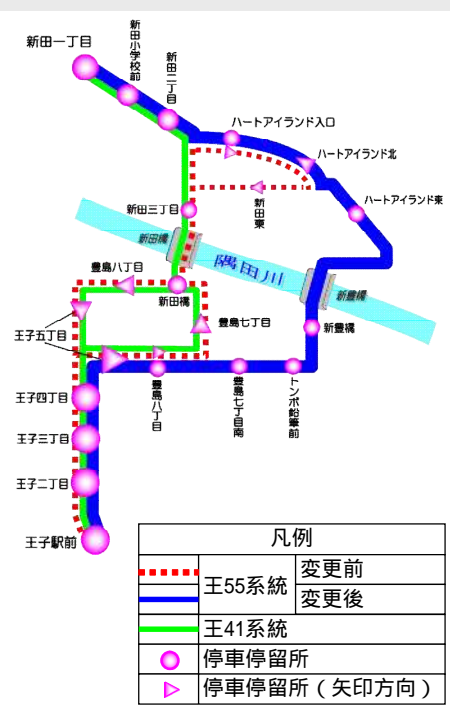 新田一丁目
新田小学校前
新田二丁目
ハートアイランド入口
ハートアイランド北
ハートアイランド東
新田東
新田三丁目
新田橋
隅田川
豊島八丁目
新田橋
新豊橋
王子五丁目
豊島七丁目
新豊橋
王子四丁目
豊島八丁目
豊島七丁目南
トンボ鉛筆前
王子三丁目
王子二丁目
王子駅前
凡例
王55系統
変更前
変更後
王41系統
停車停留所
停車停留所（矢印方向）